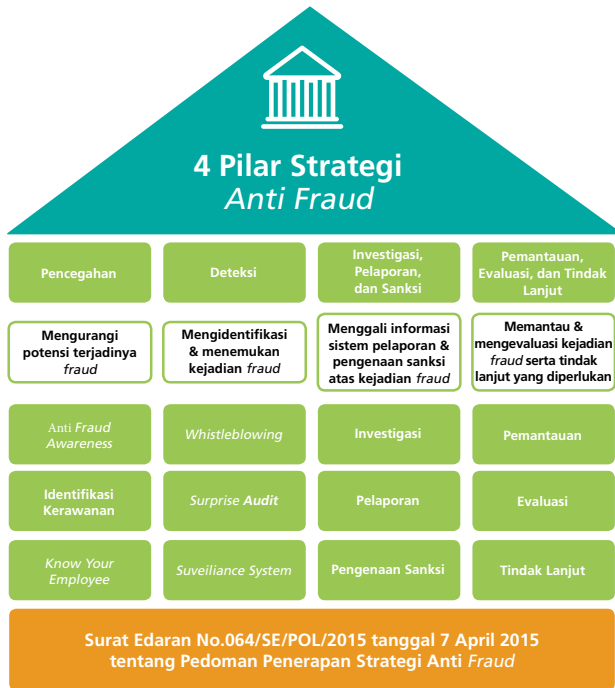 4 Pilar Strategi
Anti Fraud
Pencegahan
Deteksi
Investigasi,
Pelaporan,
dan Sanksi
Pemantauan,
Evaluasi, dan Tindak
Lanjut
Mengurangi
potensi terjadinya
fraud
Mengidentifikasi
& menemukan
kejadian fraud
Menggali informasi
sistem pelaporan &
pengenaan sanksi
atas kejadian fraud
Memantau &
mengevaluasi kejadian
fraud serta tindak
lanjut yang diperlukan
Anti Fraud
Awareness
Whistleblowing
Investigasi
Pemantauan
Identifikasi
Kerawanan
Surprise Audit
Pelaporan
Evaluasi
Know Your
Employee
Suveiliance System
Pengenaan Sanksi
Tindak Lanjut
Surat Edaran No.064/SE/POL/2015 tanggal 7 April 2015
tentang Pedoman Penerapan Strategi Anti Fraud